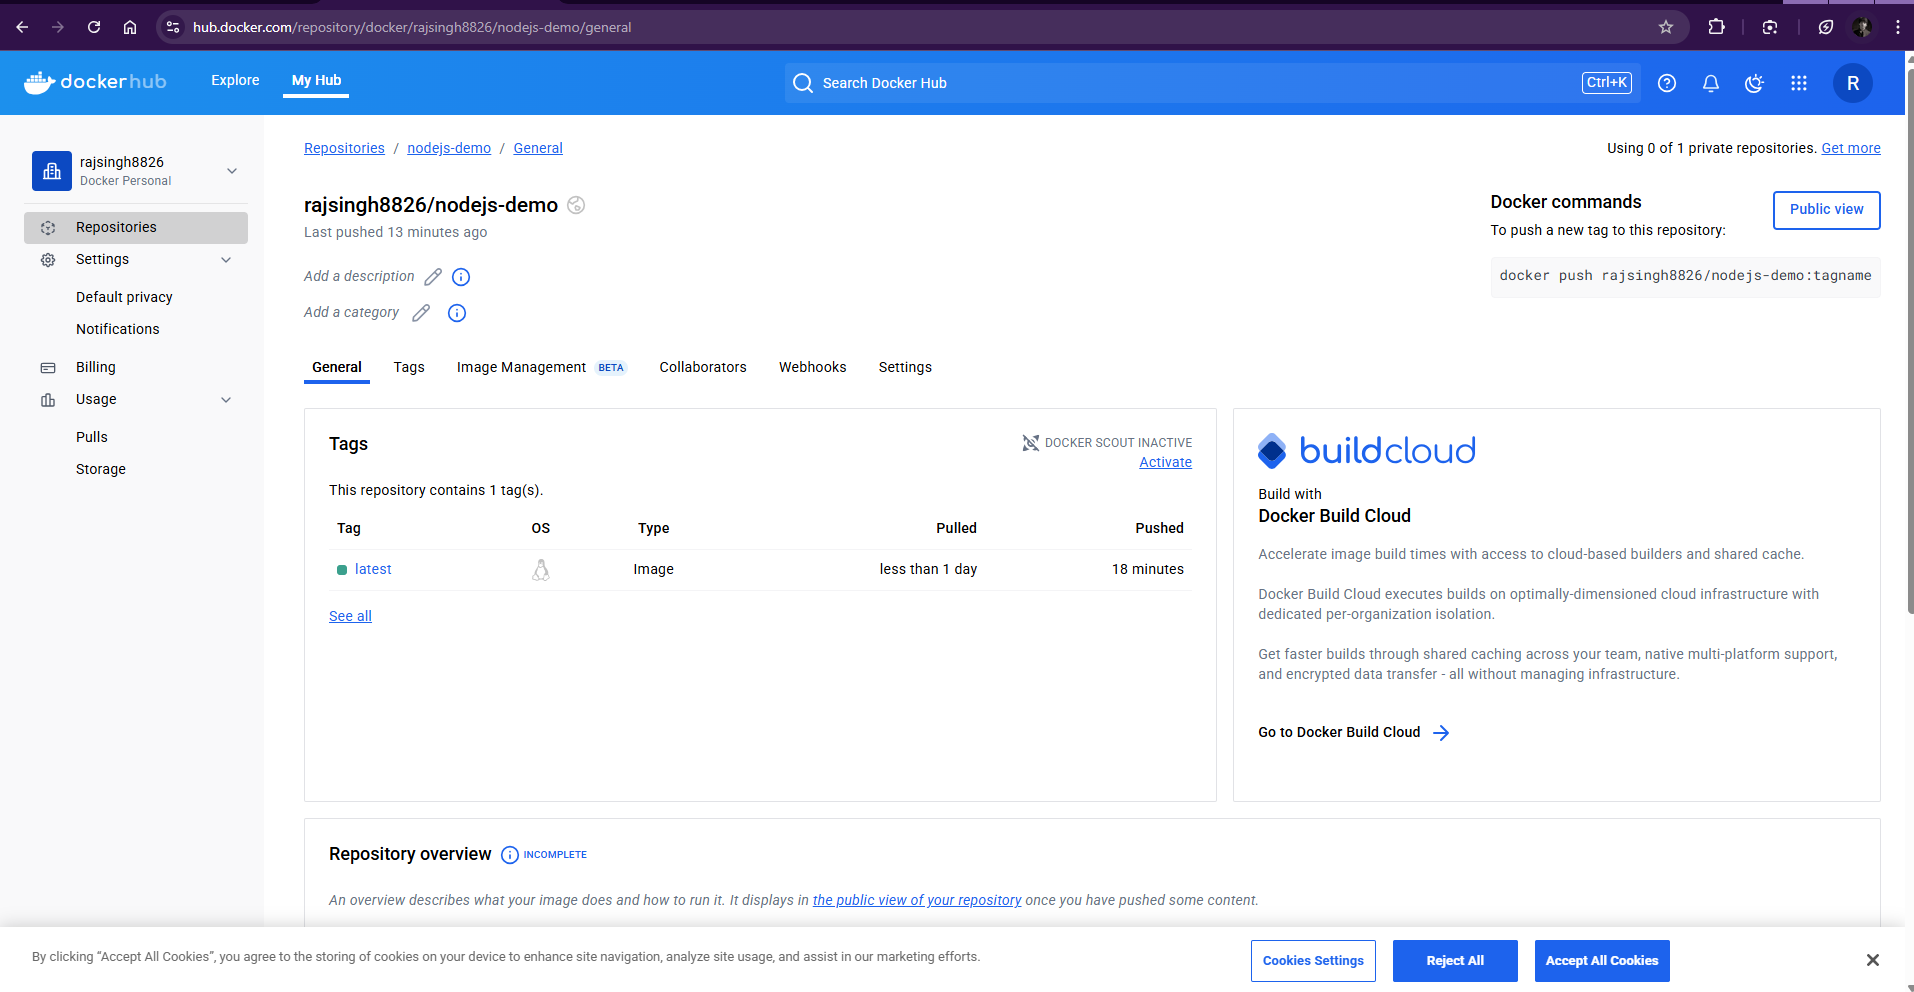 hub.docker.com/repository/docker/rajsingh8826/nodejs-demo/general
dockerhub
Explore
My Hub
Search Docker Hub
Ctrl+K
R
rajsingh8826
Docker Personal
Repositories
Settings
Default privacy
Notifications
Billing
Usage
Pulls
Storage
Repositories / nodejs-demo / General
Using 0 of 1 private repositories. Get more
rajsingh8826/nodejs-demo
Last pushed 13 minutes ago
Add a description
Add a category
Docker commands
To push a new tag to this repository:
Public view
docker push rajsingh8826/nodejs-demo:tagname
General
Tags
Image Management BETA
Collaborators
Webhooks
Settings
Tags
DOCKER SCOUT INACTIVE
Activate
This repository contains 1 tag(s).
Tag OS Type Pulled Pushed
latest Image less than 1 day 18 minutes
See all
buildcloud
Build with
Docker Build Cloud
Accelerate image build times with access to cloud-based builders and shared cache.
Docker Build Cloud executes builds on optimally-dimensioned cloud infrastructure with
dedicated per-organization isolation.
Get faster builds through shared caching across your team, native multi-platform support,
and encrypted data transfer - all without managing infrastructure.
Go to Docker Build Cloud
Repository overview
INCOMPLETE
An overview describes what your image does and how to run it. It displays in the public view of your repository once you have pushed some content.
By clicking “Accept All Cookies”, you agree to the storing of cookies on your device to enhance site navigation, analyze site usage, and assist in our marketing efforts.
Cookies Settings
Reject All
Accept All Cookies